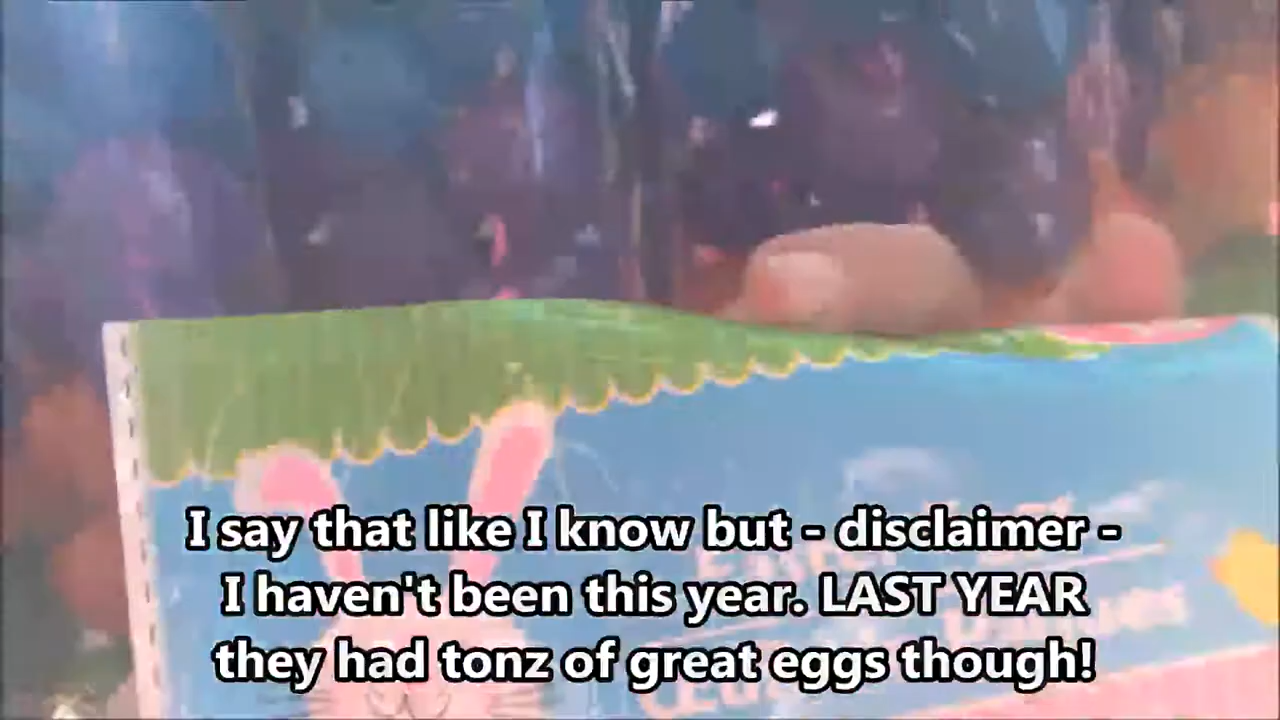 I say that like I know but - disclaimer -
I haven't been this year. LAST YEAR
they had tonz of great eggs though!